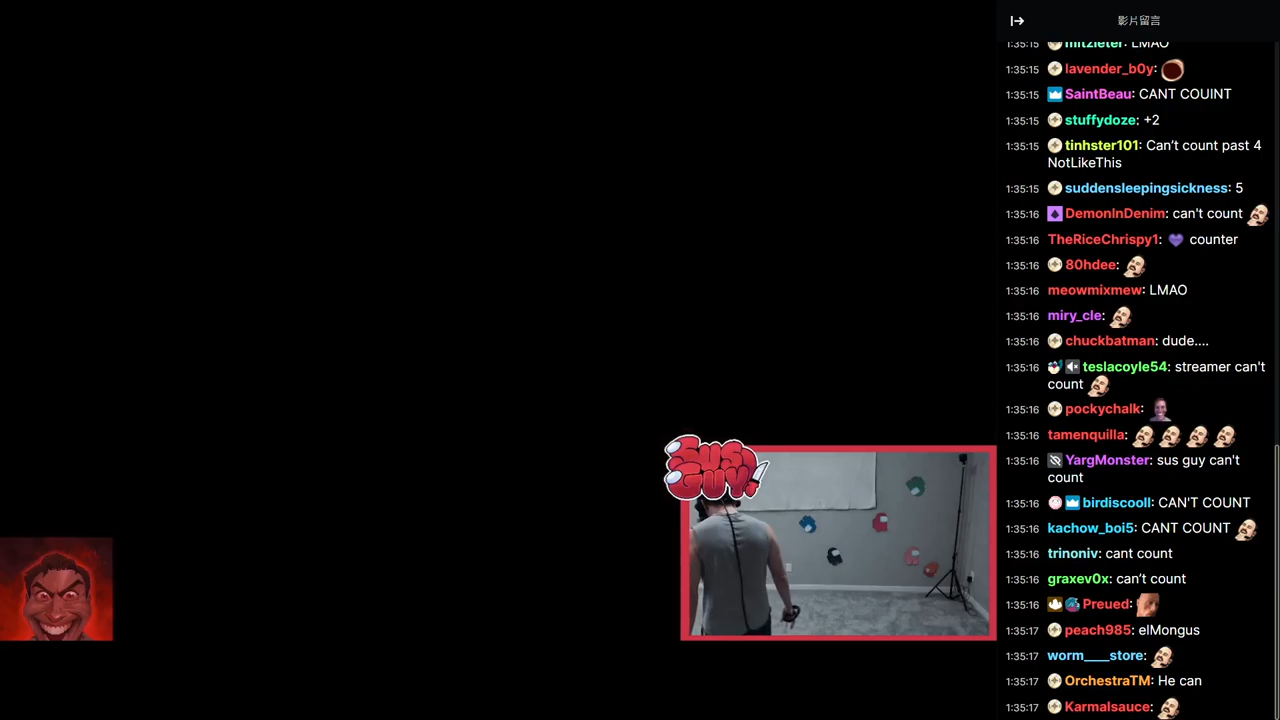 影片留言
1:35:15 mitzleter: LMAO
1:35:15 lavender_b0y:
1:35:15 SaintBeau: CANT COUINT
1:35:15 stuffydoze: +2
1:35:15 tinhster101: Can’t count past 4
NotLikeThis
1:35:15 suddensleepingsickness: 5
1:35:16 DemonInDenim: can't count
1:35:16 TheRiceChrispy1: counter
1:35:16 80hdee:
1:35:16 meowmixmew: LMAO
1:35:16 miry_cle:
1:35:16 chuckbatman: dude....
1:35:16 teslacoyle54: streamer can't
count
1:35:16 pockychalk:
1:35:16 tamenquilla:
1:35:16 YargMonster: sus guy can't
count
1:35:16 birdiscooll: CAN'T COUNT
1:35:16 kachow_boi5: CANT COUNT
1:35:16 trinoniv: cant count
1:35:16 graxev0x: can’t count
1:35:16 Preued:
1:35:17 peach985: elMongus
1:35:17 worm____store:
1:35:17 OrchestraTM: He can
1:35:17 Karmalsauce:
SUS
GUY